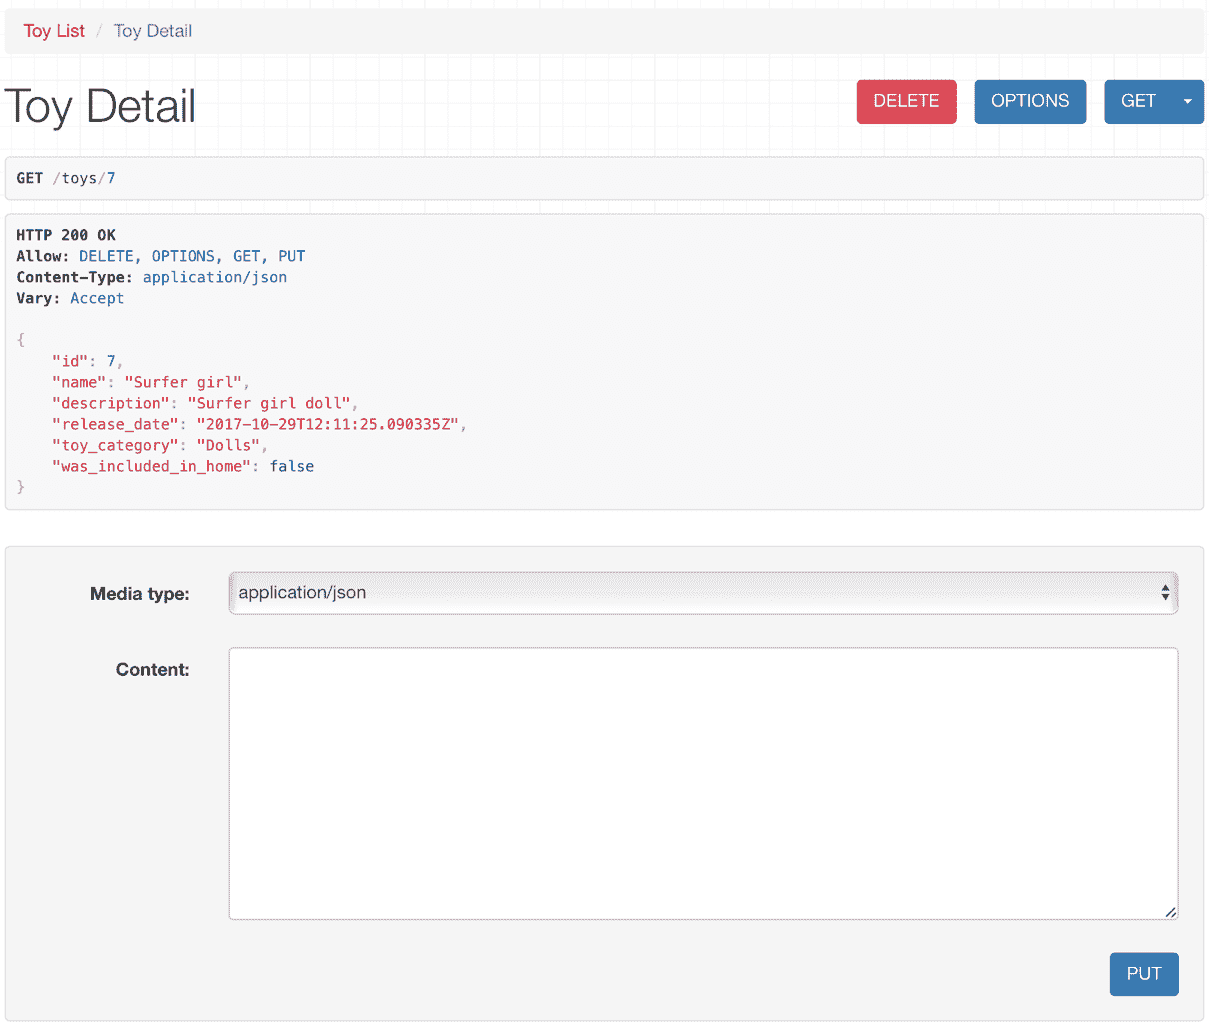 Toy List / Toy Detail
Toy Detail
DELETE OPTIONS GET
GET /toys/7
HTTP 200 OK
Allow: DELETE, OPTIONS, GET, PUT
Content-Type: application/json
Vary: Accept
{
    "id": 7,
    "name": "Surfer girl",
    "description": "Surfer girl doll",
    "release_date": "2017-10-29T12:11:25.090335Z",
    "toy_category": "Dolls",
    "was_included_in_home": false
}
Media type: application/json
Content:
PUT